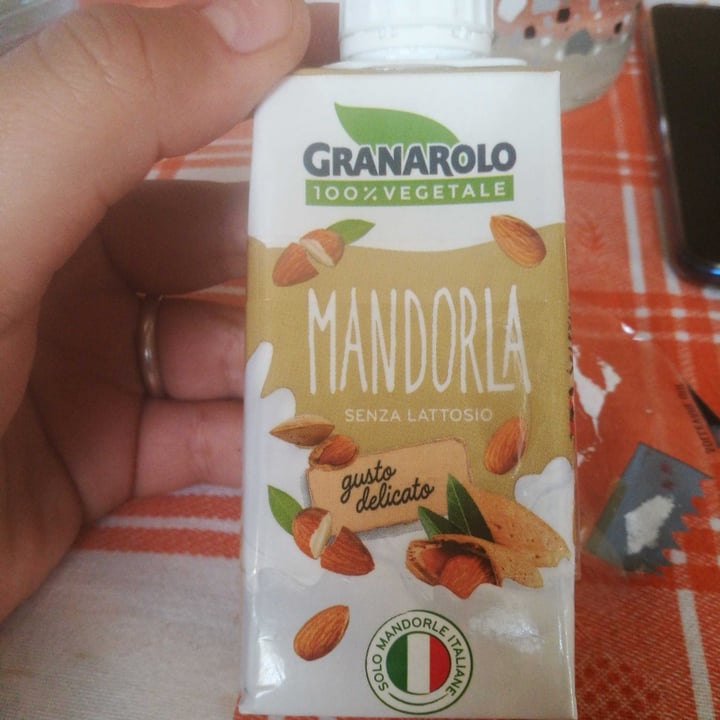 GRANAROLO
100% VEGETALE
MANDORLA
SENZA LATTOSIO
gusto
delicato
SOLO MANDORLE ITALIANE